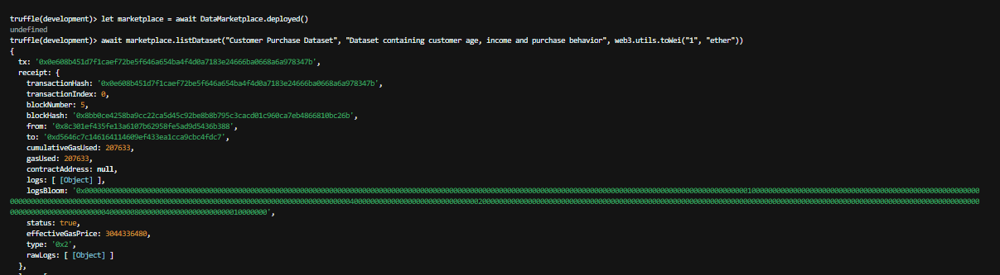 truffle(development)> let marketplace = await DataMarketplace.deployed()
undefined
truffle(development)> await marketplace.listDataset("Customer Purchase Dataset", "Dataset containing customer age, income and purchase behavior", web3.utils.toWei("1", "ether"))
{
tx: '0x0e608b451d7f1caef72be5f646a654ba4f4d0a7183e24666ba0668a6a978347b',
receipt: {
transactionHash: '0x0e608b451d7f1caef72be5f646a654ba4f4d0a7183e24666ba0668a6a978347b',
transactionIndex: 0,
blockNumber: 5,
blockHash: '0x8bb0ce4258ba9cc22ca5d45c92be8b8b795c3cacd01c960ca7eb4866810bc26b',
from: '0x8c301ef435fe13a6107b62958fe5ad9d5436b388',
to: '0xd5646c7c146164114609ef433ea1cca9cbc4fdc7',
cumulativeGasUsed: 207633,
gasUsed: 207633,
contractAddress: null,
logs: [ [Object] ],
logsBloom:
status: true,
effectiveGasPrice: 3044336480,
type: '0x2',
rawLogs: [ [Object] ]
},